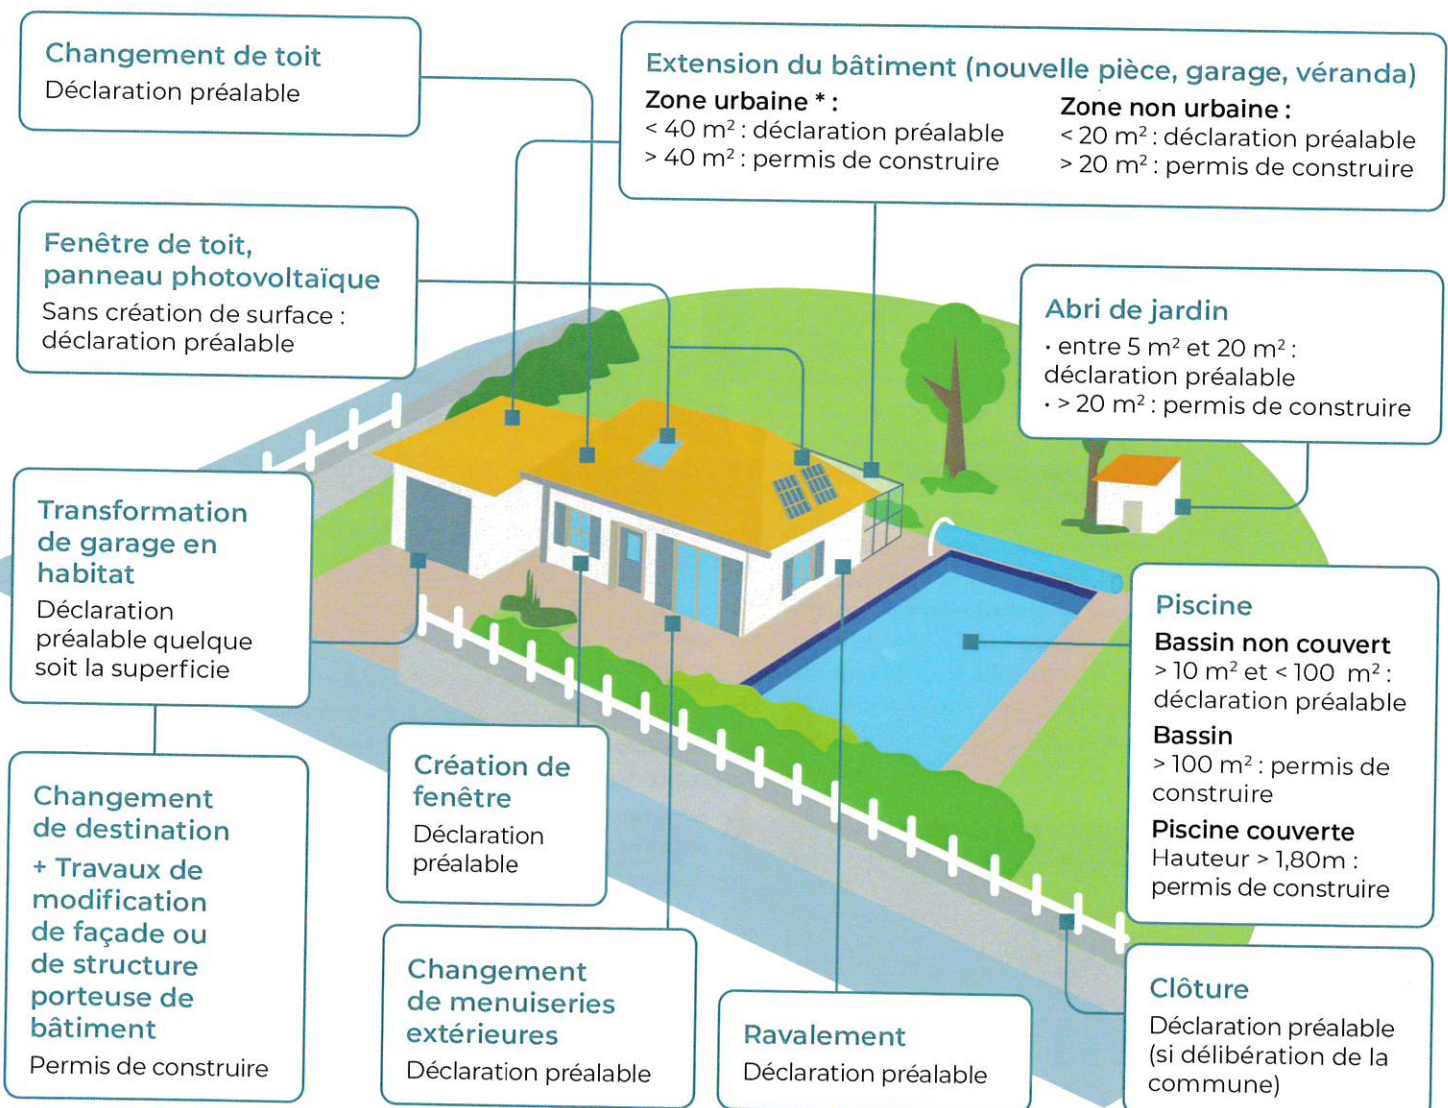 Changement de toit
Déclaration préalable
Extension du bâtiment (nouvelle pièce, garage, véranda)
Zone urbaine * :
< 40 m² : déclaration préalable
> 40 m² : permis de construire
Zone non urbaine :
< 20 m² : déclaration préalable
> 20 m² : permis de construire
Fenêtre de toit,
panneau photovoltaïque
Sans création de surface :
déclaration préalable
Abri de jardin
• entre 5 m² et 20 m² :
déclaration préalable
• > 20 m² : permis de construire
Transformation
de garage en
habitat
Déclaration
préalable quelque
soit la superficie
Piscine
Bassin non couvert
> 10 m² et < 100 m² :
déclaration préalable
Bassin
> 100 m² : permis de
construire
Piscine couverte
Hauteur > 1,80m :
permis de construire
Changement
de destination
+ Travaux de
modification
de façade ou
de structure
porteuse de
bâtiment
Permis de construire
Création de
fenêtre
Déclaration
préalable
Changement
de menuiseries
extérieures
Déclaration préalable
Ravalement
Déclaration préalable
Clôture
Déclaration préalable
(si délibération de la
commune)